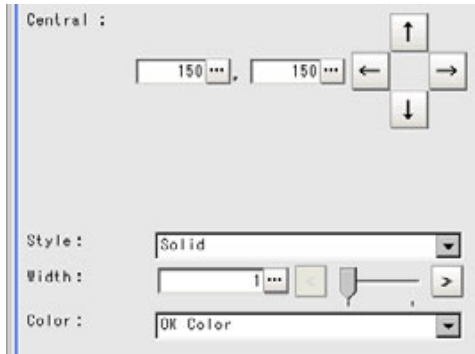 Central :
150 ... , 150 ... ← → ↑ ↓
Style :
Solid
Width :
1 ... < >
Color :
OK Color